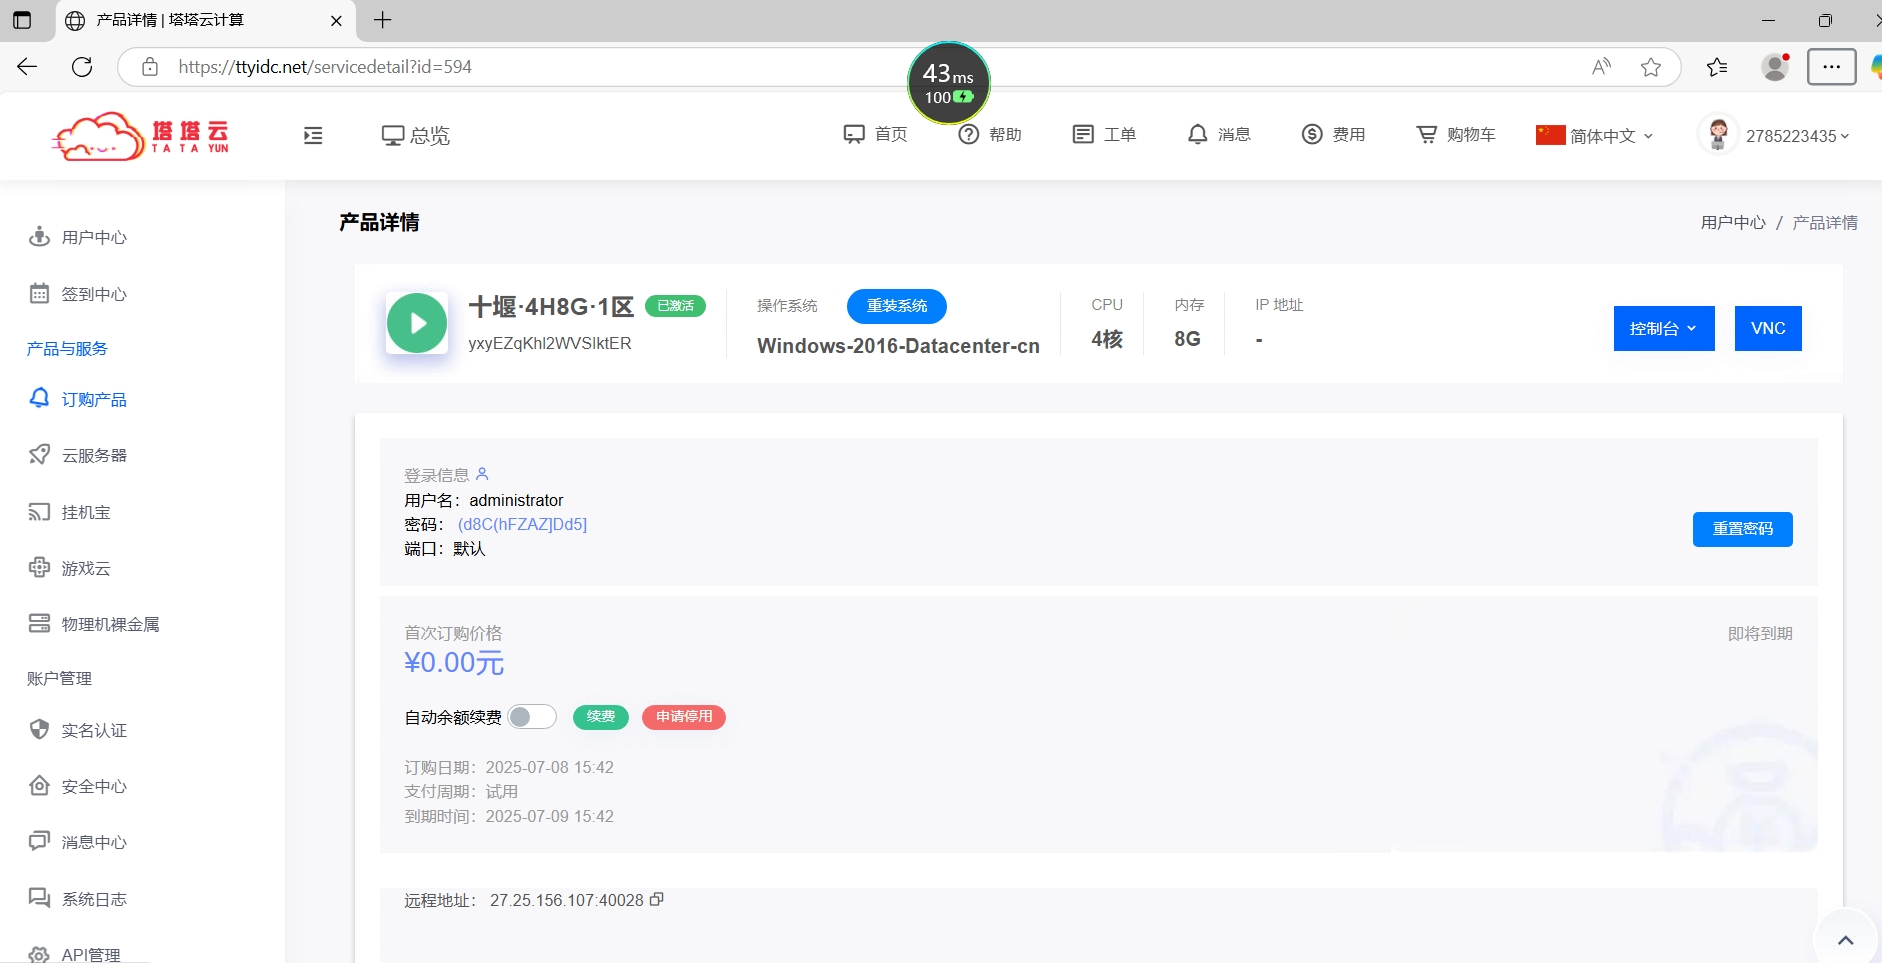 产品详情 | 塔塔云计算
https://ttyidc.net/servicedetail?id=594
43ms
100
塔塔云
TATA YUN
总览
首页
帮助
工单
消息
费用
购物车
简体中文
2785223435
用户中心
签到中心
产品与服务
订购产品
云服务器
挂机宝
游戏云
物理机裸金属
账户管理
实名认证
安全中心
消息中心
系统日志
API管理
产品详情
用户中心 / 产品详情
十堰·4H8G·1区 已激活
yxyEZqKhl2WVSlktER
操作系统 重装系统
Windows-2016-Datacenter-cn
CPU
4核
内存
8G
IP 地址
-
控制台
VNC
登录信息
用户名：administrator
密码： (d8C(hFZAZ]Dd5]
端口：默认
重置密码
首次订购价格
即将到期
¥0.00元
自动余额续费 续费 申请停用
订购日期：2025-07-08 15:42
支付周期：试用
到期时间：2025-07-09 15:42
远程地址： 27.25.156.107:40028